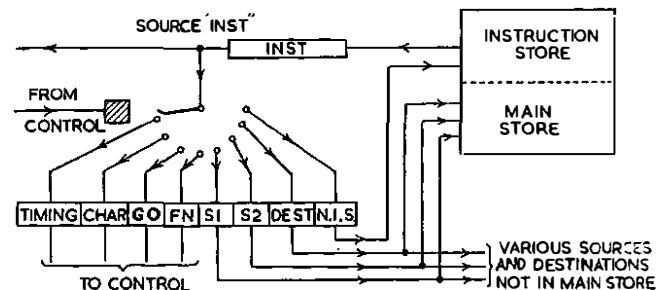 SOURCE "INST"
INST
INSTRUCTION
STORE
MAIN
STORE
FROM
CONTROL
TIMING CHAR GO FN S1 S2 DEST N.I.S.
TO CONTROL
VARIOUS SOURCES
AND DESTINATIONS
NOT IN MAIN STORE